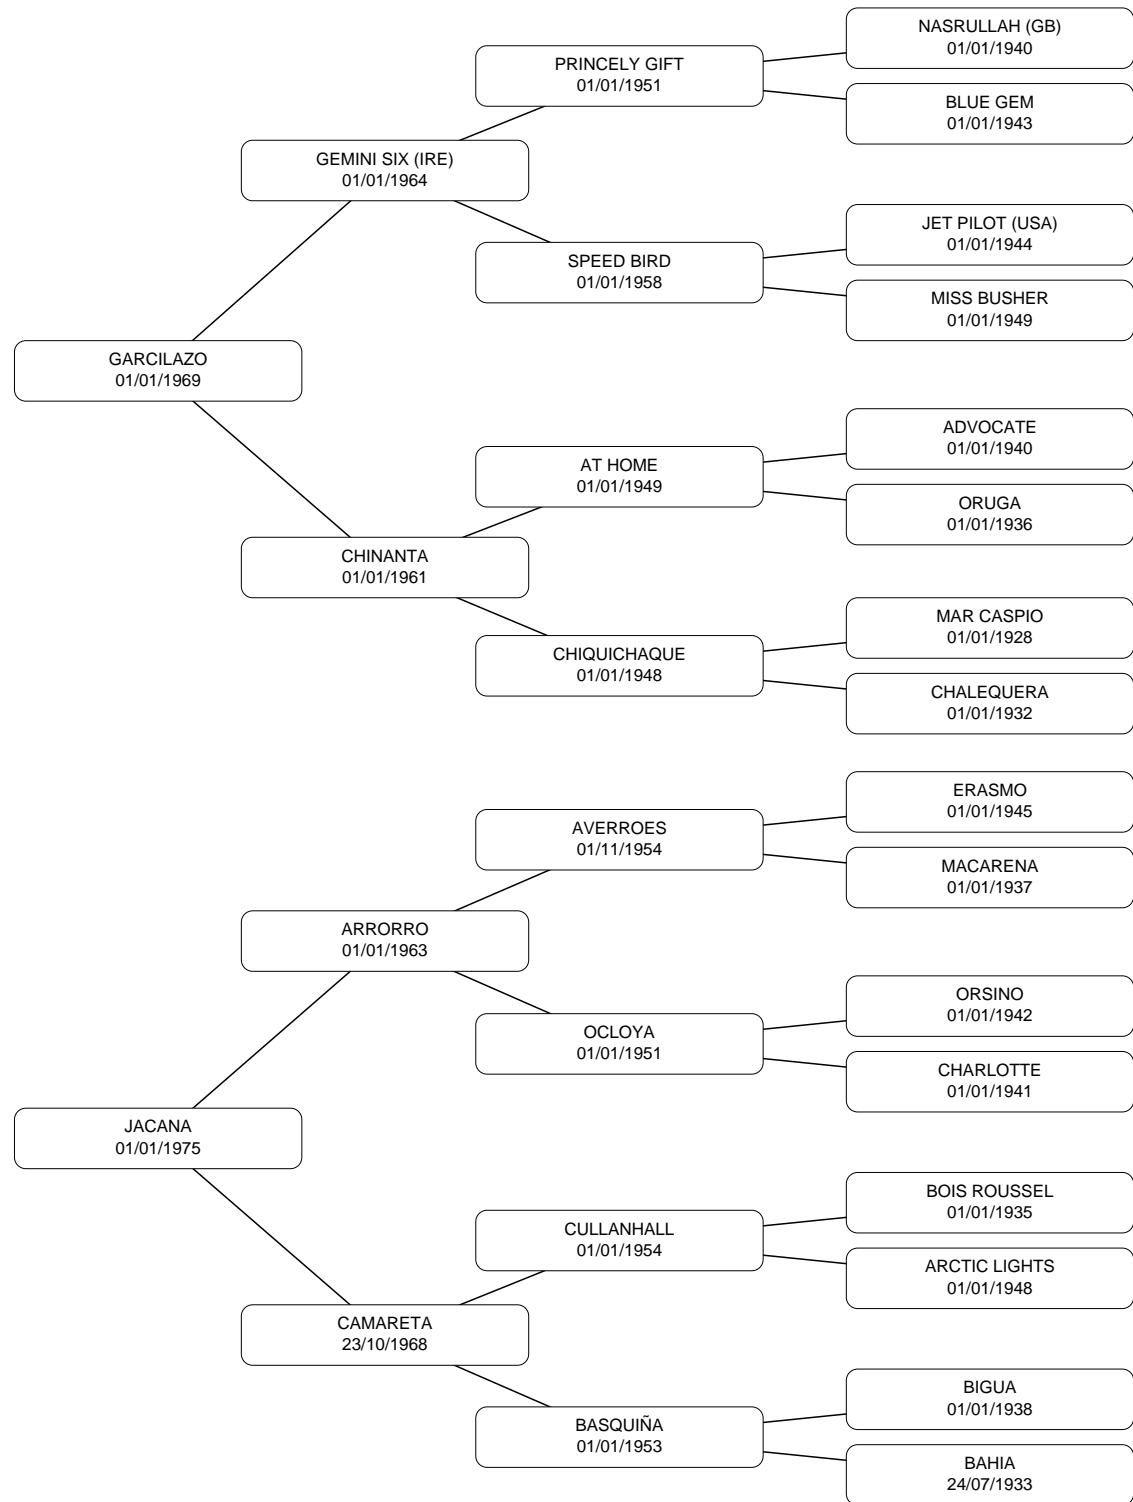 NASRULLAH (GB)
01/01/1940
PRINCELY GIFT
01/01/1951
BLUE GEM
01/01/1943
GEMINI SIX (IRE)
01/01/1964
JET PILOT (USA)
01/01/1944
SPEED BIRD
01/01/1958
MISS BUSHER
01/01/1949
GARCILAZO
01/01/1969
ADVOCATE
01/01/1940
AT HOME
01/01/1949
ORUGA
01/01/1936
CHINANTA
01/01/1961
MAR CASPIO
01/01/1928
CHIQUICHAQUE
01/01/1948
CHALEQUERA
01/01/1932
ERASMO
01/01/1945
AVERROES
01/11/1954
MACARENA
01/01/1937
ARRORRO
01/01/1963
ORSINO
01/01/1942
OCLOYA
01/01/1951
CHARLOTTE
01/01/1941
JACANA
01/01/1975
BOIS ROUSSEL
01/01/1935
CULLANHALL
01/01/1954
ARCTIC LIGHTS
01/01/1948
CAMARETA
23/10/1968
BIGUA
01/01/1938
BASQUIÑA
01/01/1953
BAHIA
24/07/1933